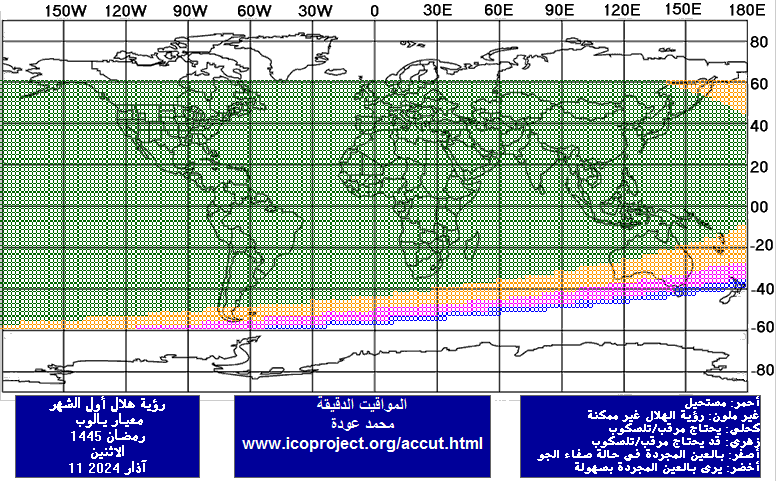 150W 120W 90W 60W 30W 0 30E 60E 90E 120E 150E 180E
80
60
40
20
00
-20
-40
-60
-80
رؤية هلال أول الشهر
معيار يالوب
رمضان 1445
الاثنين
11 آذار 2024
المواقيت الدقيقة
محمد عودة
www.icoproject.org/accut.html
أحمر: مستحيل
غير ملون: رؤية الهلال غير ممكنة
كحلي: يحتاج مرقب/تلسكوب
زهري: قد يحتاج مرقب/تلسكوب
أصفر: بالعين المجردة في حالة صفاء الجو
أخضر: يرى بالعين المجردة بسهولة